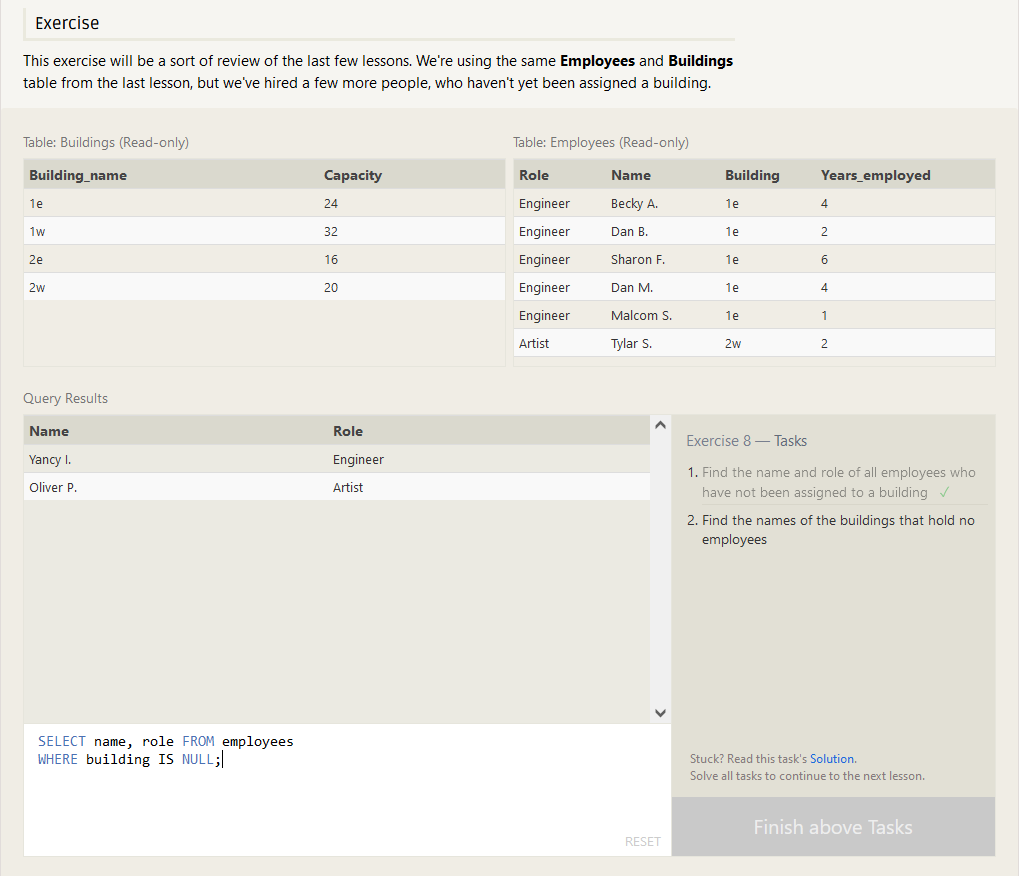 Exercise
This exercise will be a sort of review of the last few lessons. We're using the same Employees and Buildings
table from the last lesson, but we've hired a few more people, who haven't yet been assigned a building.
Table: Buildings (Read-only)
Building_name Capacity
1e 24
1w 32
2e 16
2w 20
Table: Employees (Read-only)
Role Name Building Years_employed
Engineer Becky A. 1e 4
Engineer Dan B. 1e 2
Engineer Sharon F. 1e 6
Engineer Dan M. 1e 4
Engineer Malcom S. 1e 1
Artist Tylar S. 2w 2
Query Results
Name Role
Yancy I. Engineer
Oliver P. Artist
SELECT name, role FROM employees
WHERE building IS NULL;
RESET
Exercise 8 — Tasks
1. Find the name and role of all employees who
have not been assigned to a building ✓
2. Find the names of the buildings that hold no
employees
Stuck? Read this task's Solution.
Solve all tasks to continue to the next lesson.
Finish above Tasks